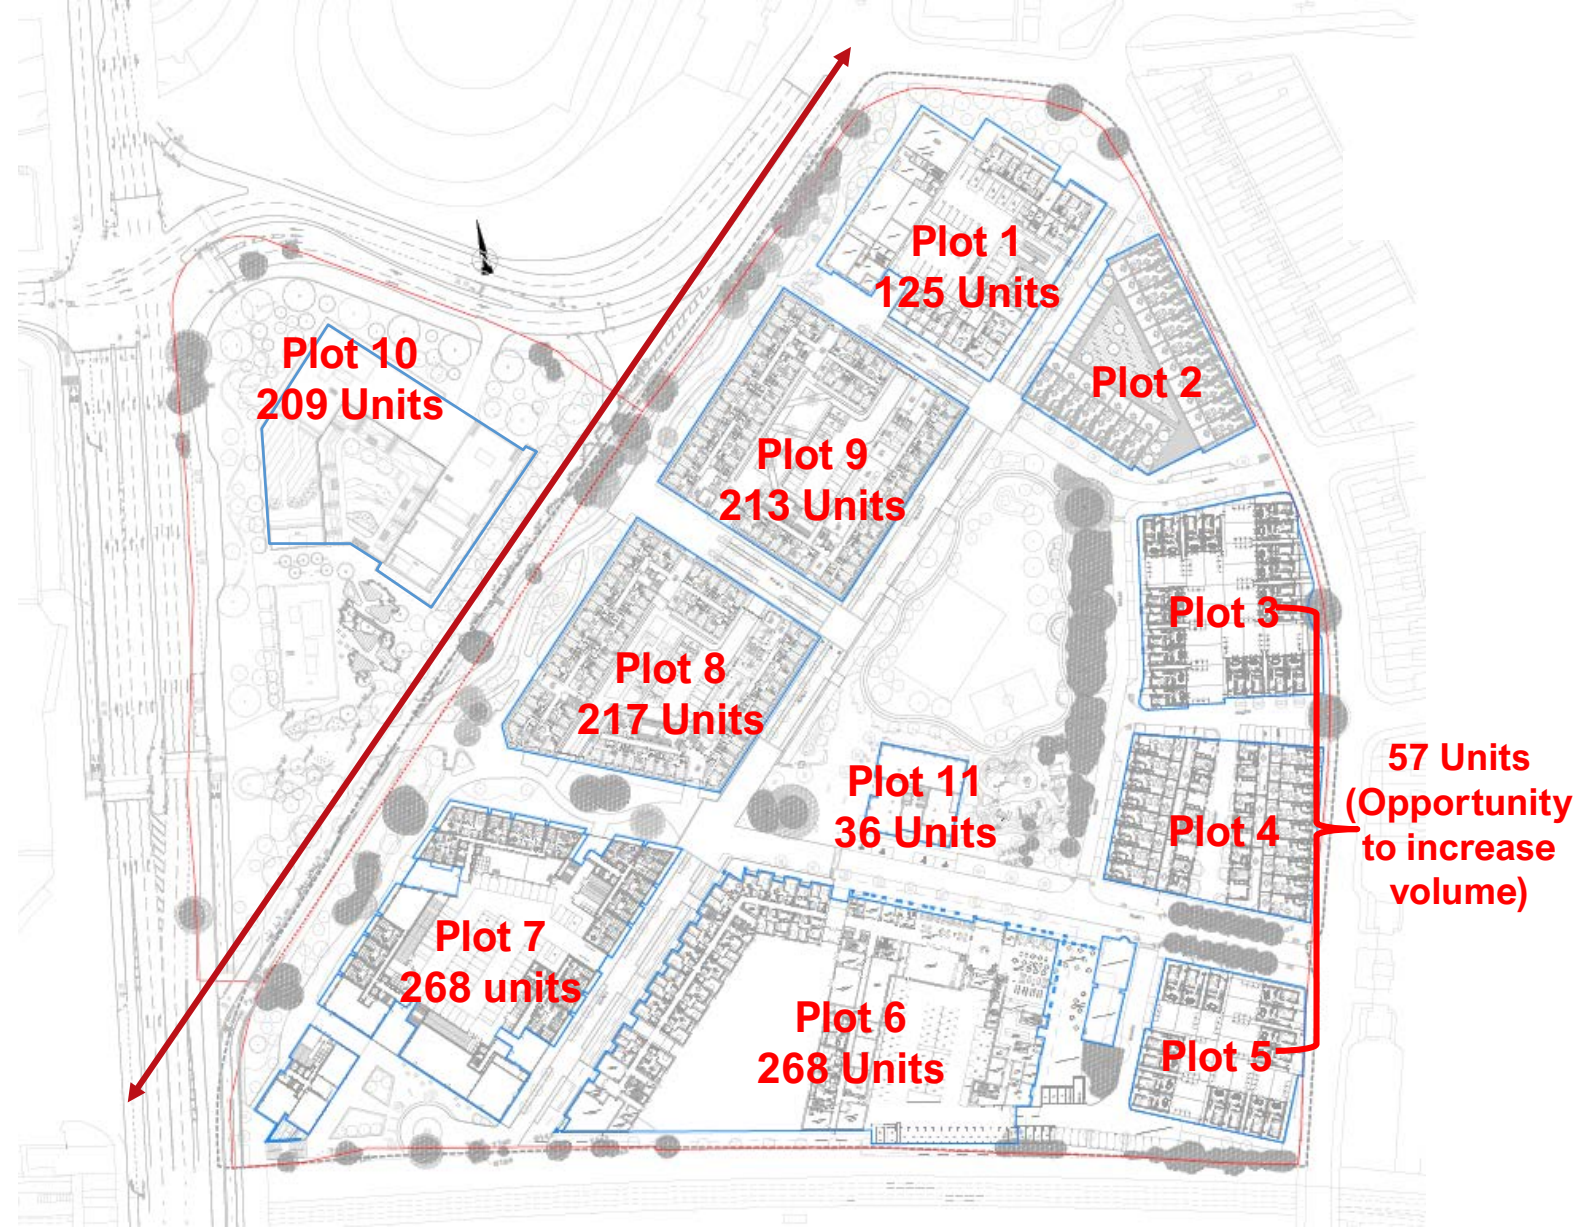 Plot 1
125 Units
Plot 10
209 Units
Plot 2
Plot 9
213 Units
Plot 3
Plot 8
217 Units
57 Units
(Opportunity
to increase
volume)
Plot 11
36 Units
Plot 4
Plot 7
268 units
Plot 6
268 Units
Plot 5